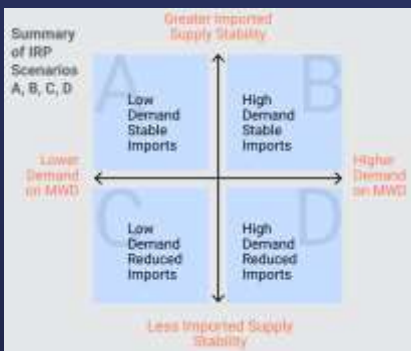 Greater Imported
Supply Stability
Summary
of IRP
Scenarios
A, B, C, D
A
Low
Demand
Stable
Imports
B
High
Demand
Stable
Imports
Lower
Demand
on MWD
Higher
Demand
on MWD
C
Low
Demand
Reduced
Imports
D
High
Demand
Reduced
Imports
Less Imported Supply
Stability